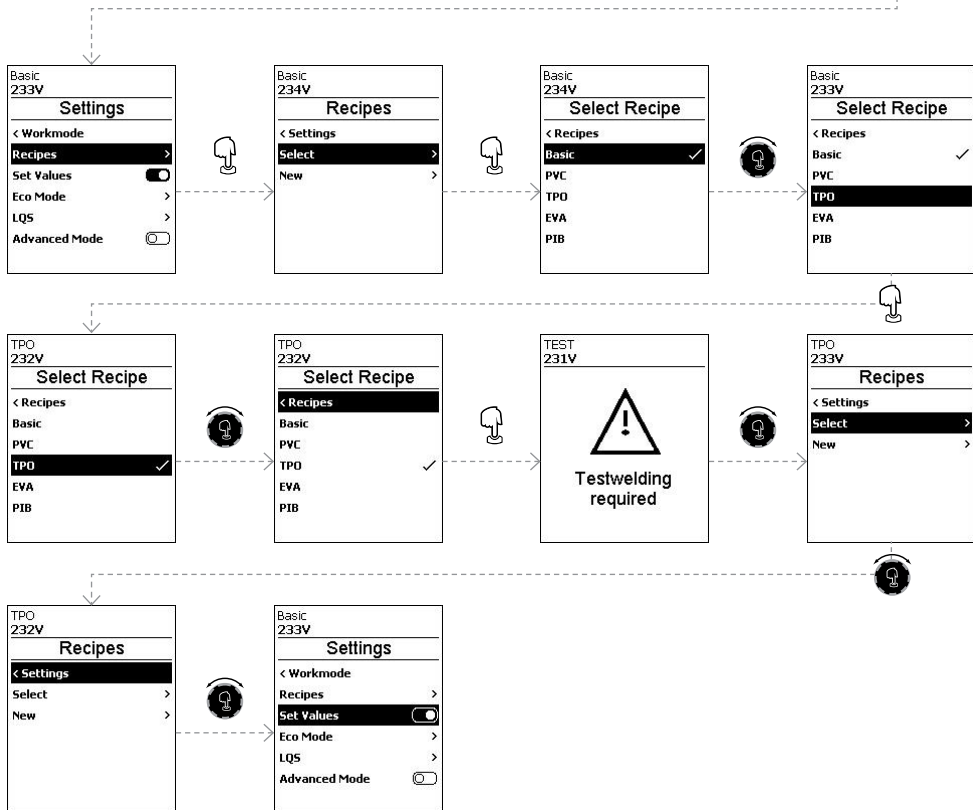 Basic
233V
Settings
< Workmode
Recipes >
Set Values
Eco Mode >
LQS >
Advanced Mode
Basic
234V
Recipes
< Settings
Select >
New >
Basic
234V
Select Recipe
< Recipes
Basic ✓
PVC
TPO
EVA
PIB
Basic
233V
Select Recipe
< Recipes
Basic ✓
PVC
TPO
EVA
PIB
TPO
232V
Select Recipe
< Recipes
Basic
PVC
TPO ✓
EVA
PIB
TPO
232V
Select Recipe
< Recipes
Basic
PVC
TPO ✓
EVA
PIB
TEST
231V
Testwelding
required
TPO
233V
Recipes
< Settings
Select >
New >
TPO
232V
Recipes
< Settings
Select >
New >
Basic
233V
Settings
< Workmode
Recipes >
Set Values
Eco Mode >
LQS >
Advanced Mode